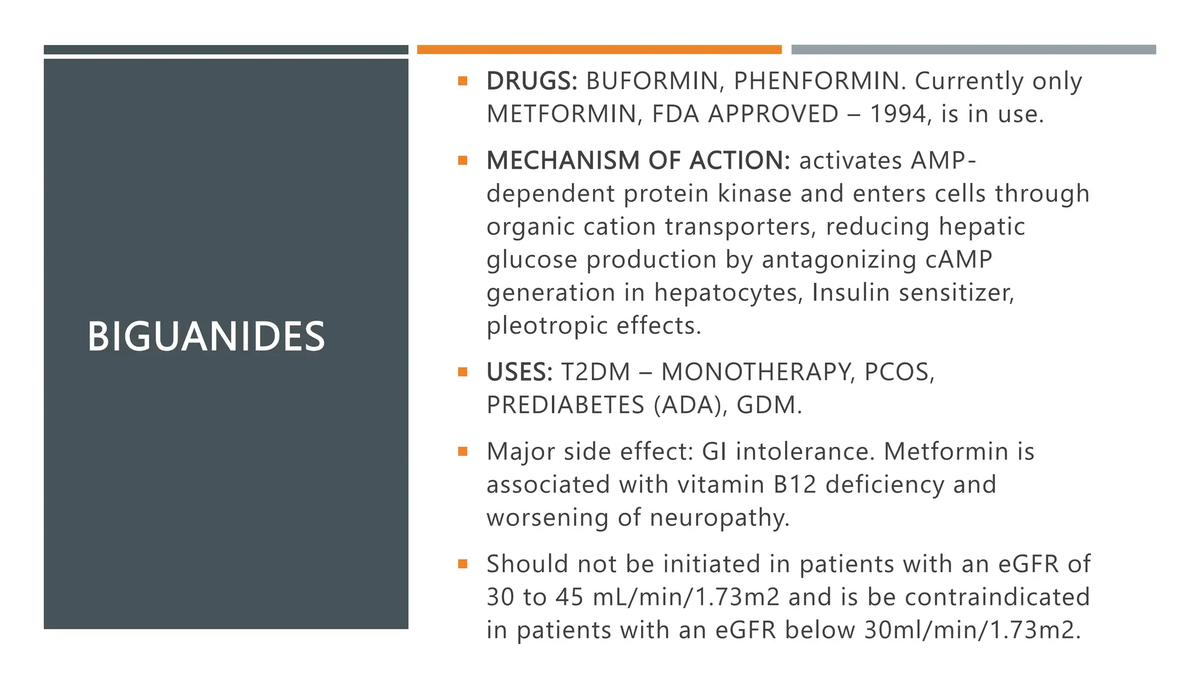 BIGUANIDES
DRUGS: BUFORMIN, PHENFORMIN. Currently only
METFORMIN, FDA APPROVED – 1994, is in use.
MECHANISM OF ACTION: activates AMP-
dependent protein kinase and enters cells through
organic cation transporters, reducing hepatic
glucose production by antagonizing cAMP
generation in hepatocytes, Insulin sensitizer,
pleotropic effects.
USES: T2DM – MONOTHERAPY, PCOS,
PREDIABETES (ADA), GDM.
Major side effect: GI intolerance. Metformin is
associated with vitamin B12 deficiency and
worsening of neuropathy.
Should not be initiated in patients with an eGFR of
30 to 45 mL/min/1.73m2 and is be contraindicated
in patients with an eGFR below 30ml/min/1.73m2.